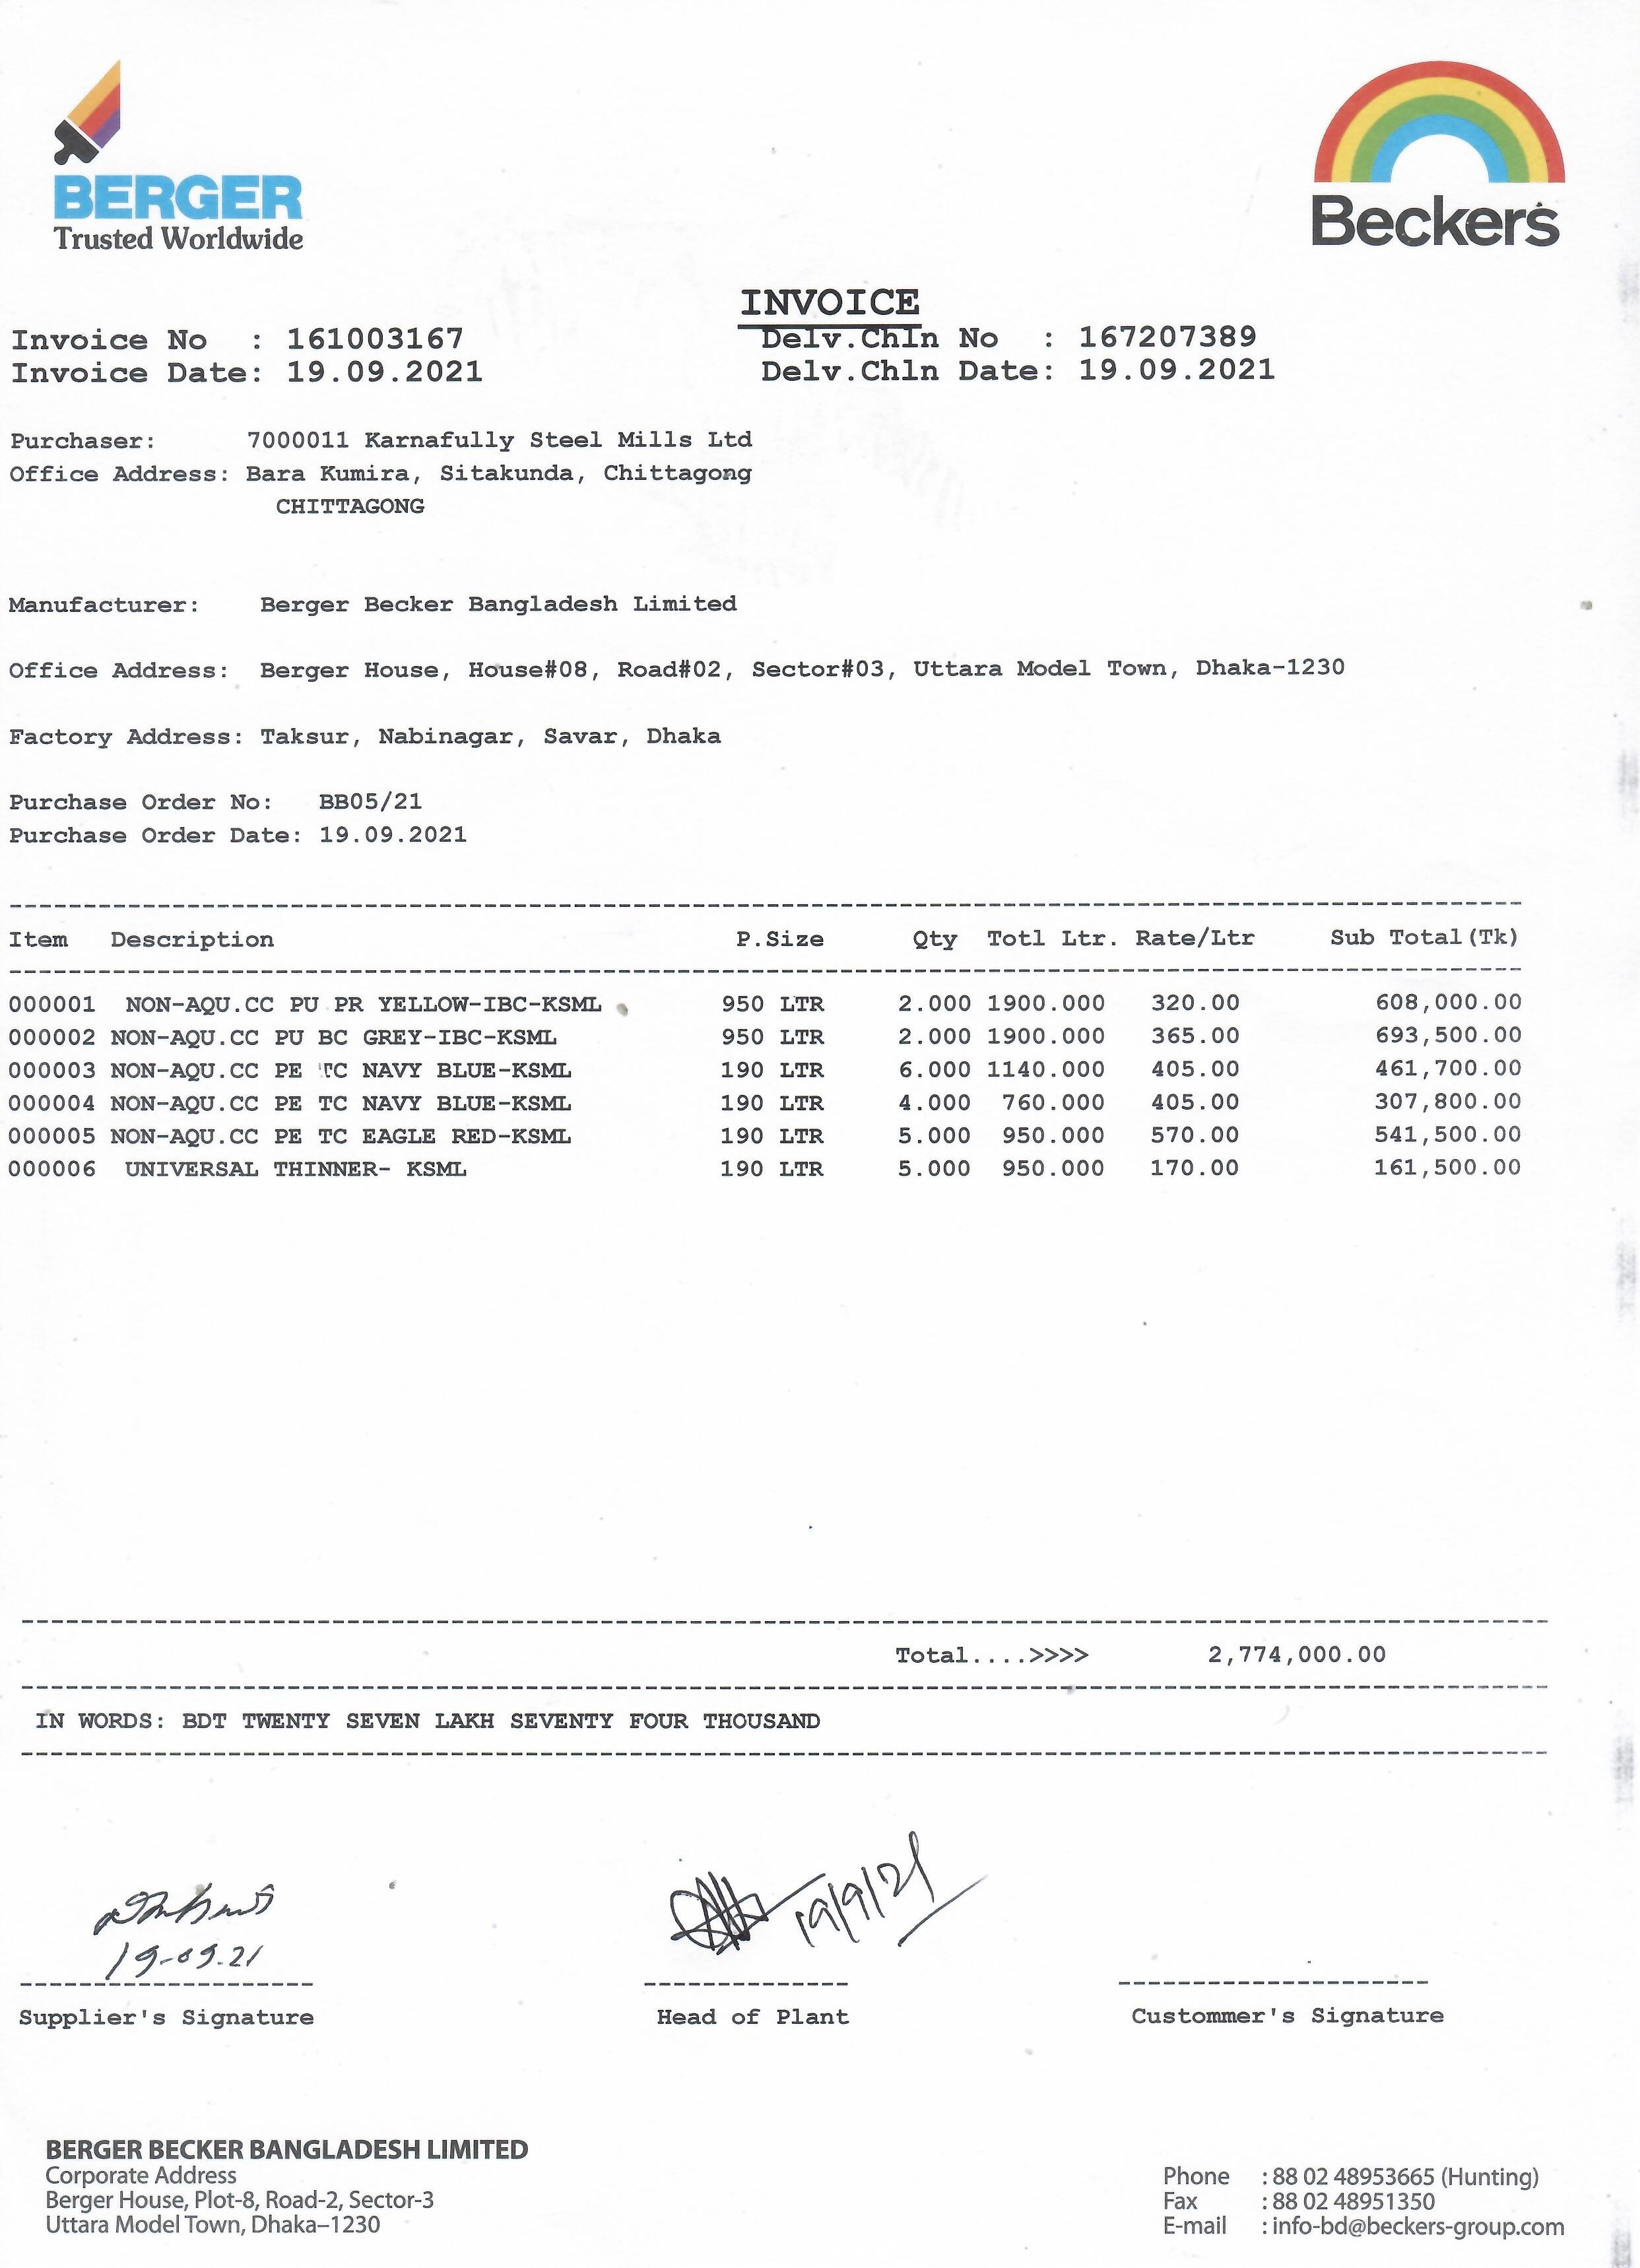 BERGER
Trusted Worldwide
Beckers
INVOICE
Invoice No : 161003167 Delv.Chln No : 167207389
Invoice Date: 19.09.2021 Delv.Chln Date: 19.09.2021
Purchaser: 7000011 Karnafully Steel Mills Ltd
Office Address: Bara Kumira, Sitakunda, Chittagong
CHITTAGONG
Manufacturer: Berger Becker Bangladesh Limited
Office Address: Berger House, House#08, Road#02, Sector#03, Uttara Model Town, Dhaka-1230
Factory Address: Taksur, Nabinagar, Savar, Dhaka
Purchase Order No: BB05/21
Purchase Order Date: 19.09.2021
Item Description P.Size Qty Totl Ltr. Rate/Ltr Sub Total(Tk)
000001 NON-AQU.CC PU PR YELLOW-IBC-KSML 950 LTR 2.000 1900.000 320.00 608,000.00
000002 NON-AQU.CC PU BC GREY-IBC-KSML 950 LTR 2.000 1900.000 365.00 693,500.00
000003 NON-AQU.CC PE TC NAVY BLUE-KSML 190 LTR 6.000 1140.000 405.00 461,700.00
000004 NON-AQU.CC PE TC NAVY BLUE-KSML 190 LTR 4.000 760.000 405.00 307,800.00
000005 NON-AQU.CC PE TC EAGLE RED-KSML 190 LTR 5.000 950.000 570.00 541,500.00
000006 UNIVERSAL THINNER- KSML 190 LTR 5.000 950.000 170.00 161,500.00
Total....>>>> 2,774,000.00
IN WORDS: BDT TWENTY SEVEN LAKH SEVENTY FOUR THOUSAND
19/9/21
19-09.21
Supplier's Signature Head of Plant Custommer's Signature
BERGER BECKER BANGLADESH LIMITED
Corporate Address
Berger House, Plot-8, Road-2, Sector-3
Uttara Model Town, Dhaka–1230
Phone : 88 02 48953665 (Hunting)
Fax : 88 02 48951350
E-mail : info-bd@beckers-group.com